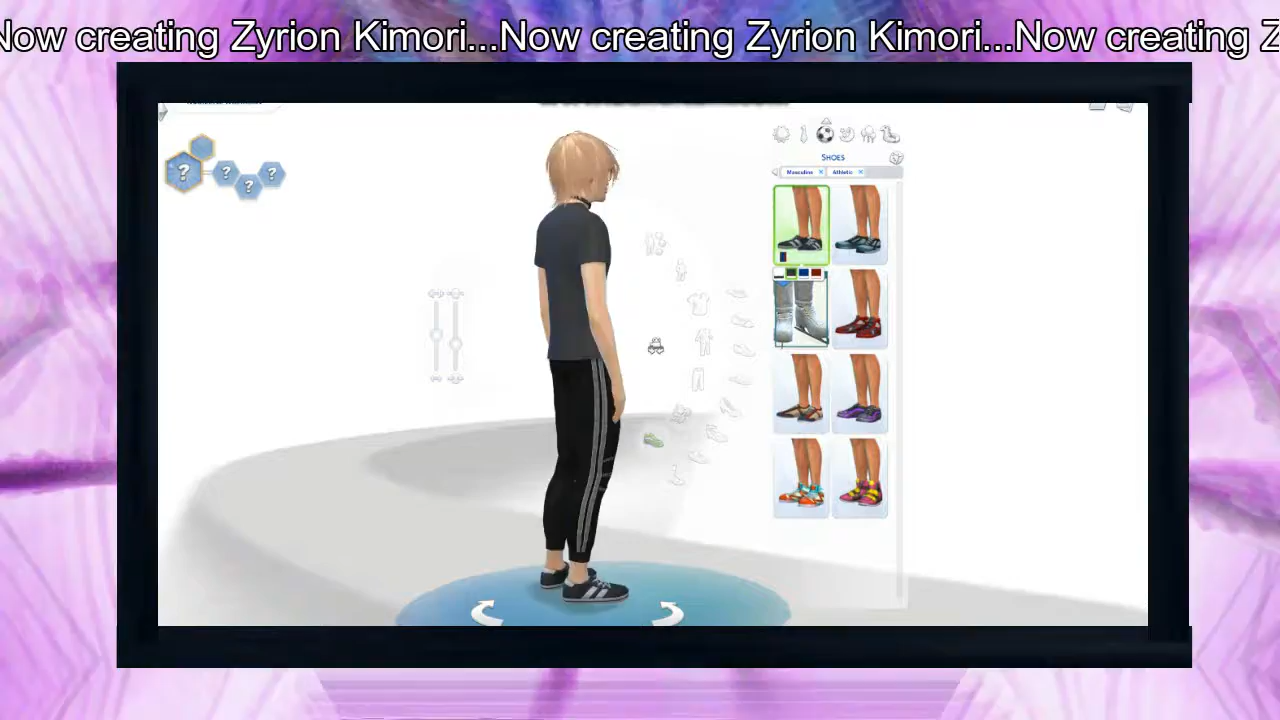 Now creating Zyrion Kimori...Now creating Zyrion Kimori...Now creating Z
? ? ? ?
SHOES
Masculine X Athletic X